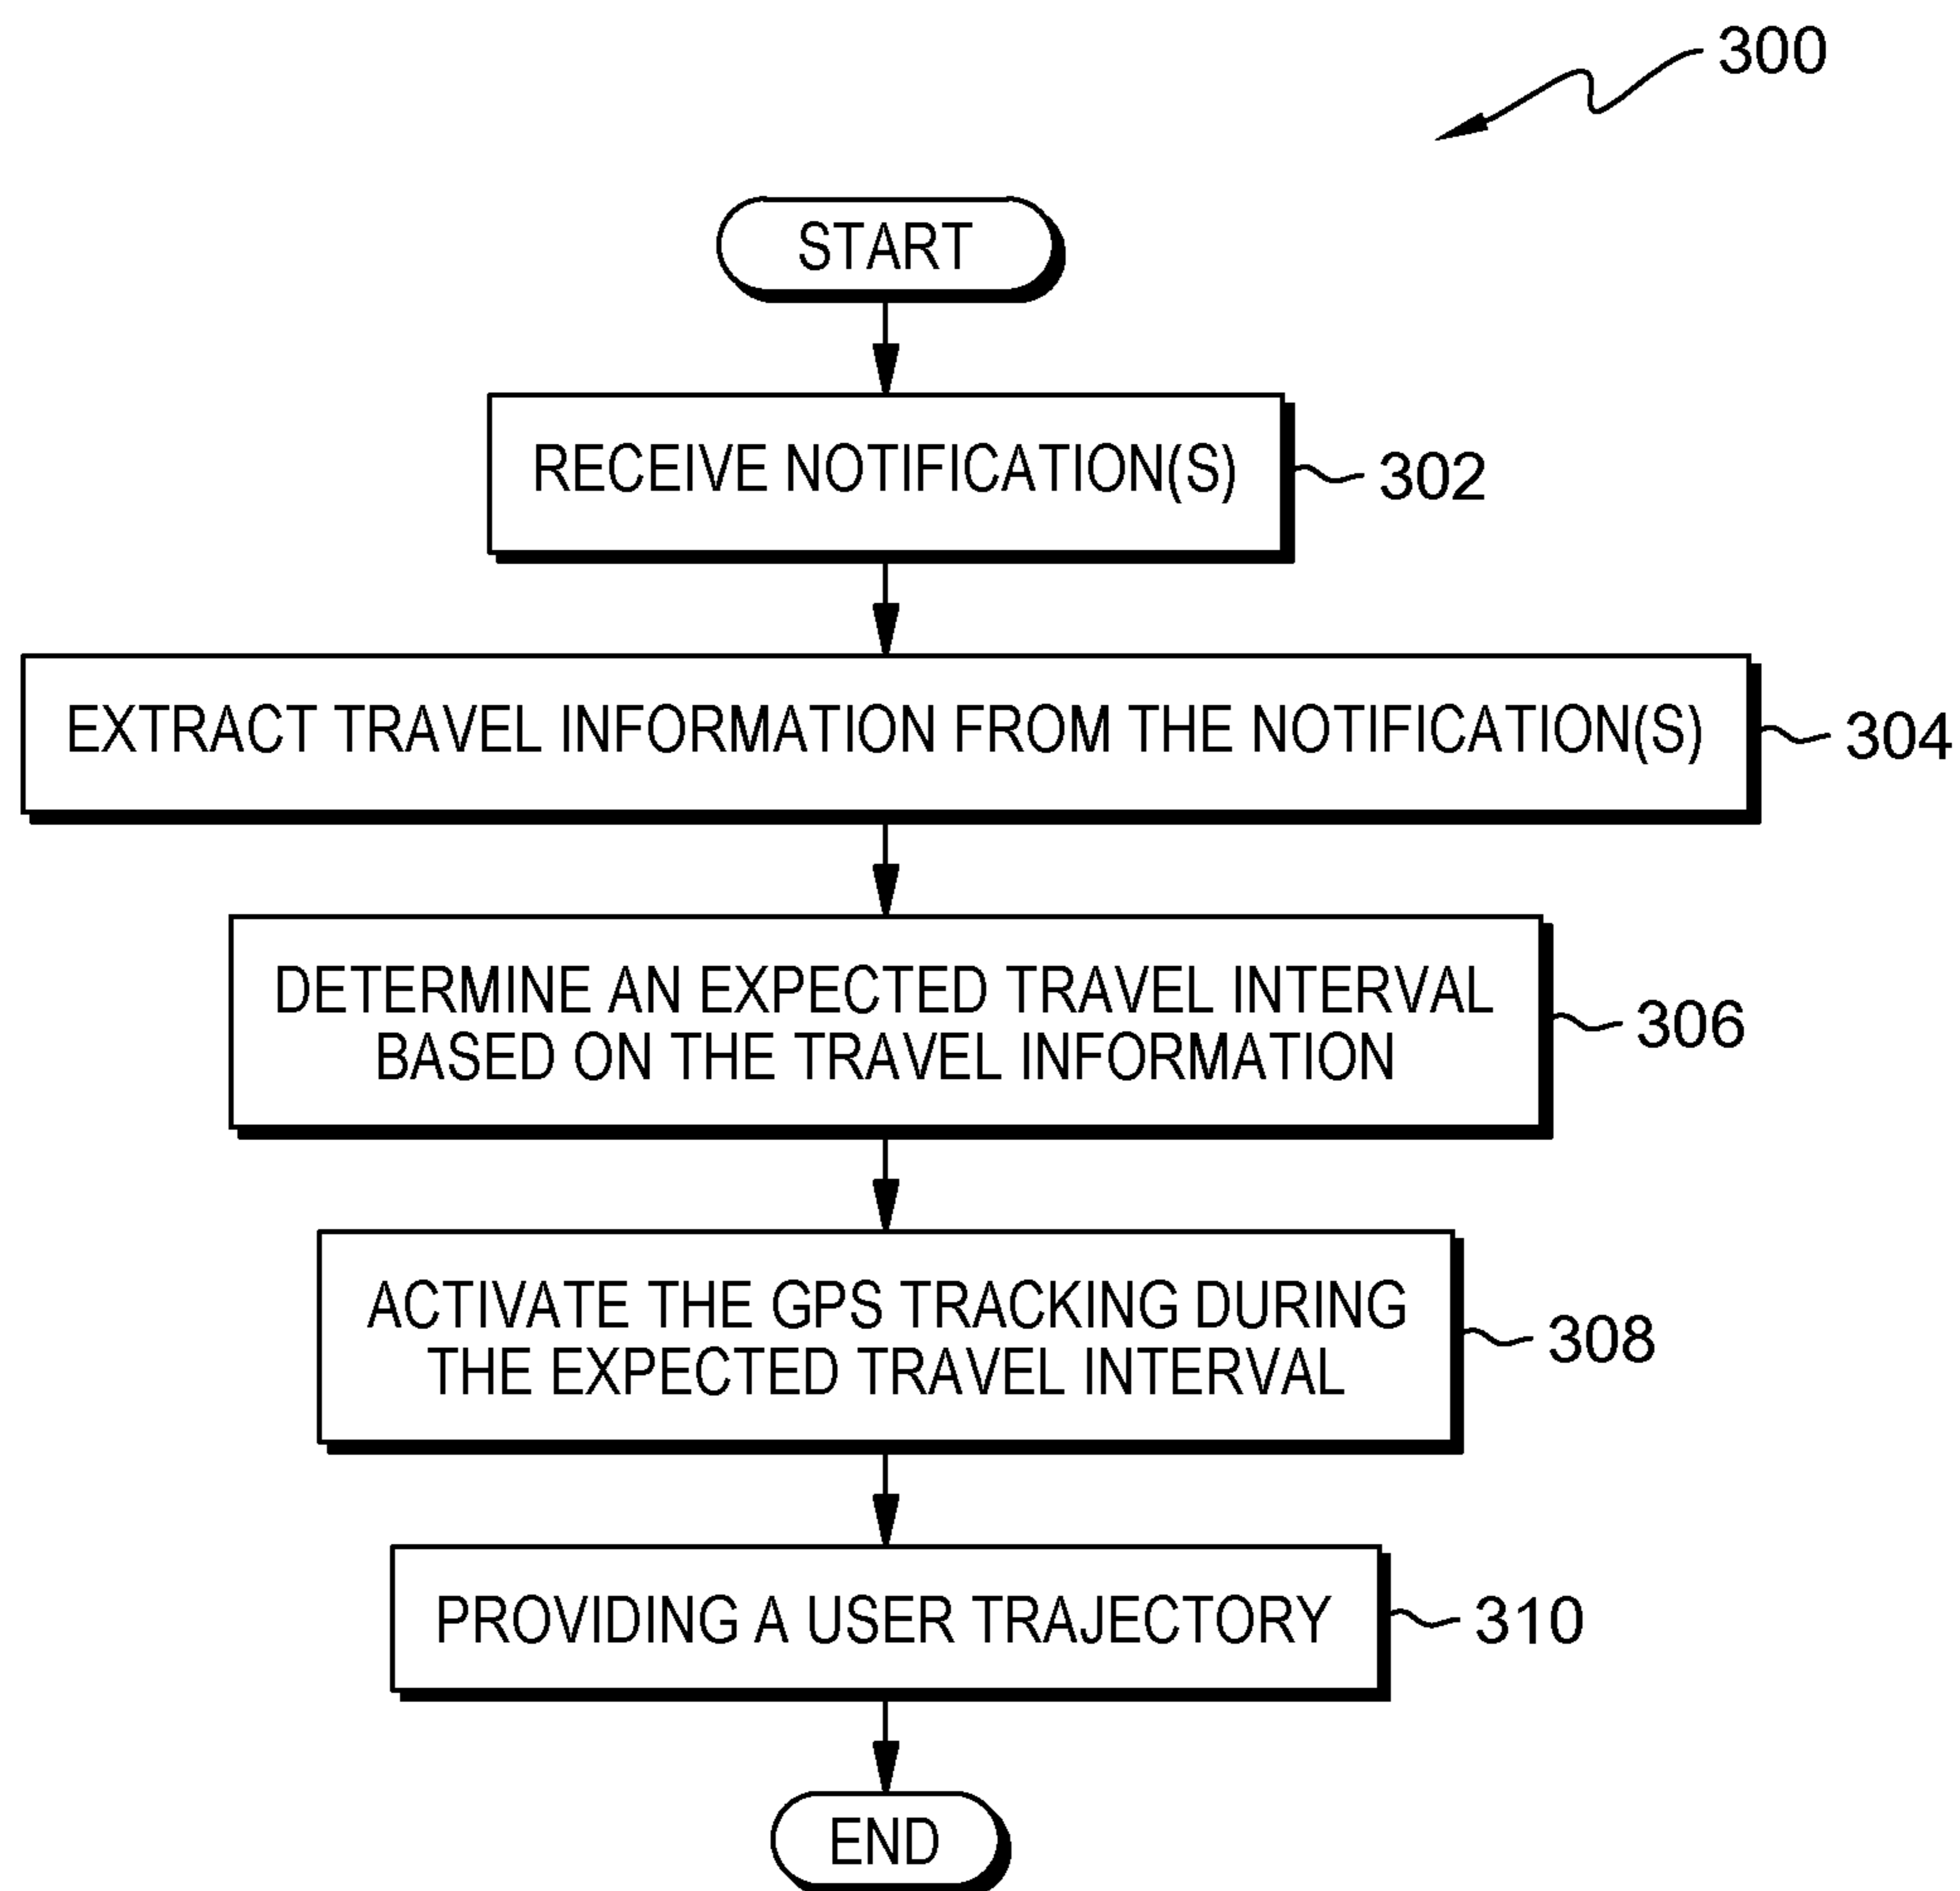 300
START
RECEIVE NOTIFICATION(S)
302
EXTRACT TRAVEL INFORMATION FROM THE NOTIFICATION(S)
304
DETERMINE AN EXPECTED TRAVEL INTERVAL
BASED ON THE TRAVEL INFORMATION
306
ACTIVATE THE GPS TRACKING DURING
THE EXPECTED TRAVEL INTERVAL
308
PROVIDING A USER TRAJECTORY
310
END